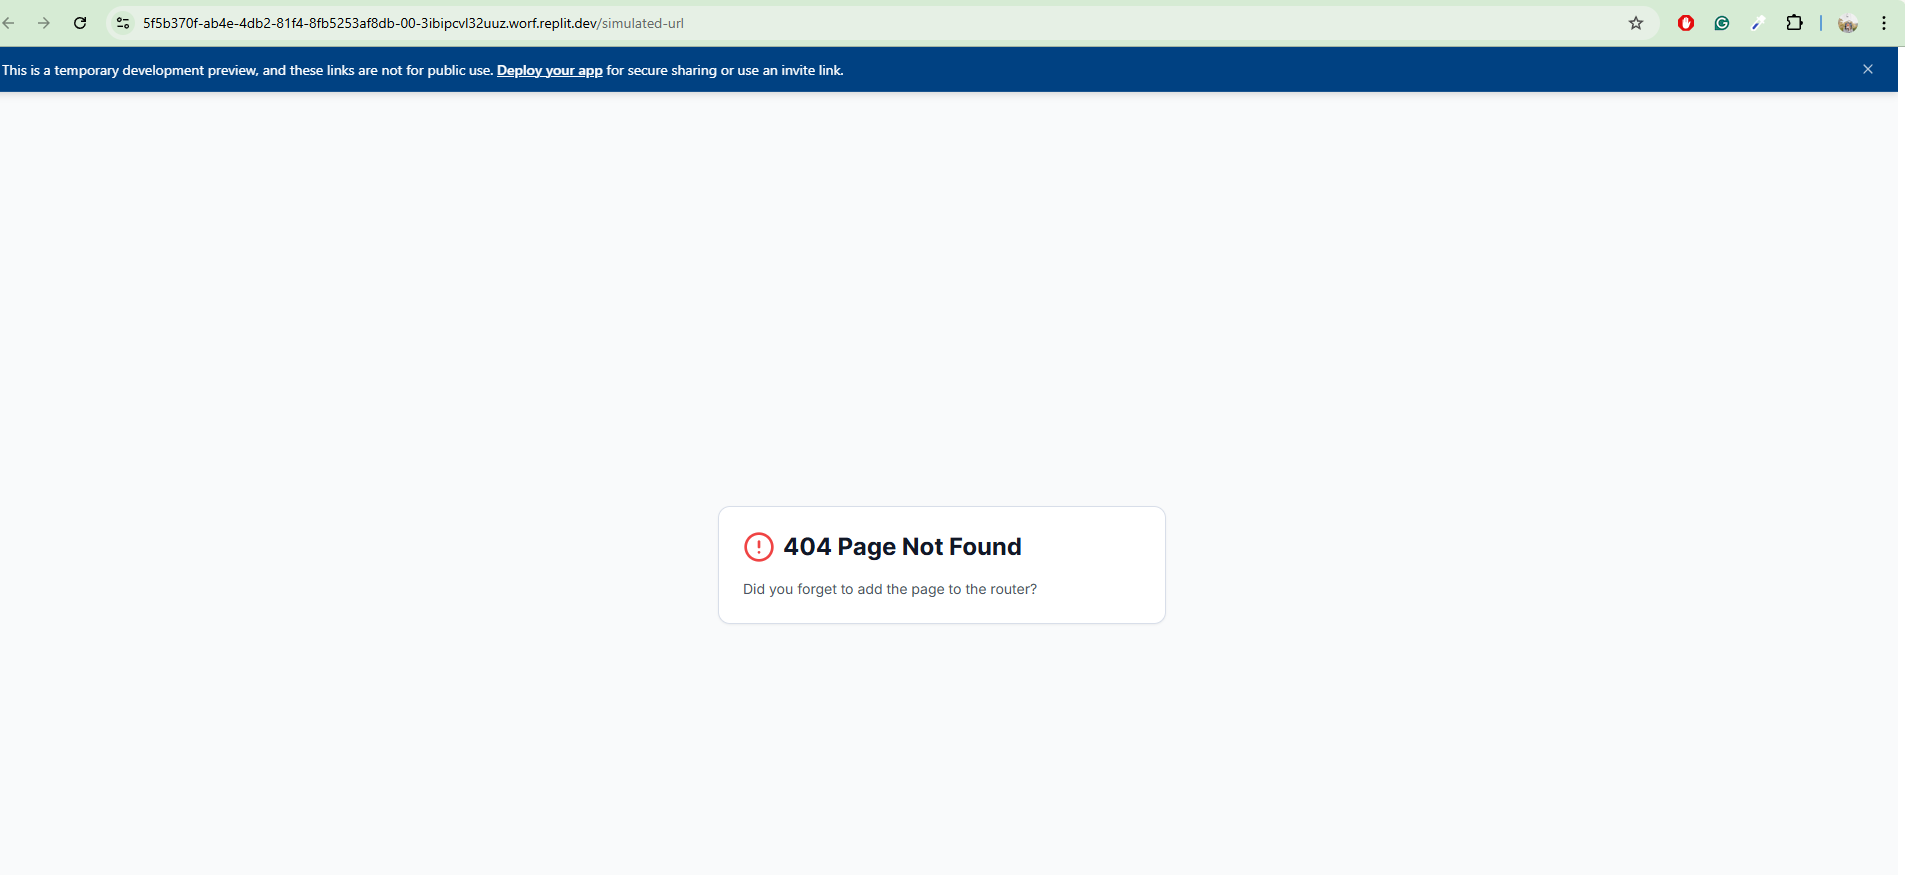 5f5b370f-ab4e-4db2-81f4-8fb5253af8db-00-3ibipcvl32uuz.worf.replit.dev/simulated-url
This is a temporary development preview, and these links are not for public use. Deploy your app for secure sharing or use an invite link.
404 Page Not Found
Did you forget to add the page to the router?